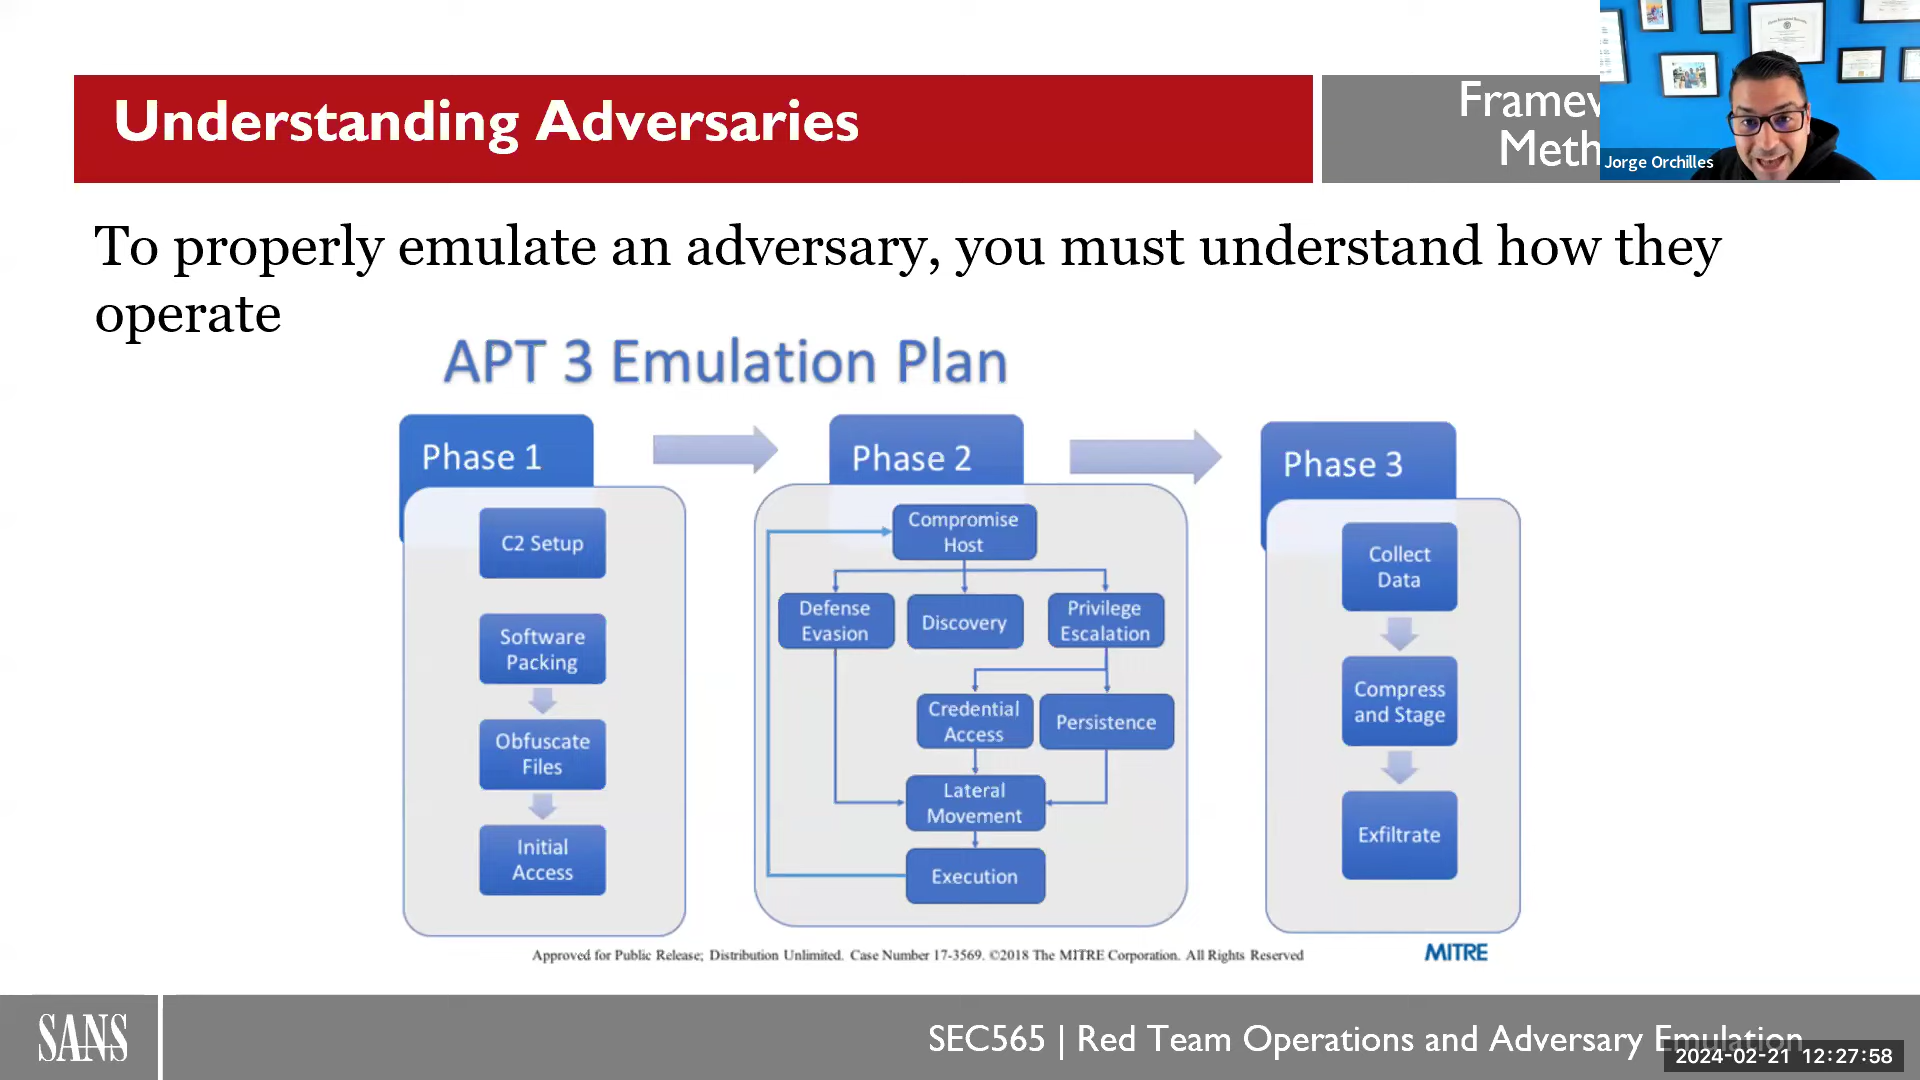 Understanding Adversaries
Framew
Meth
Jorge Orchilles
To properly emulate an adversary, you must understand how they
operate
APT 3 Emulation Plan
Phase 1
C2 Setup
Software
Packing
Obfuscate
Files
Initial
Access
Phase 2
Compromise
Host
Defense
Evasion
Discovery
Privilege
Escalation
Credential
Access
Persistence
Lateral
Movement
Execution
Phase 3
Collect
Data
Compress
and Stage
Exfiltrate
Approved for Public Release; Distribution Unlimited. Case Number 17-3569. ©2018 The MITRE Corporation. All Rights Reserved
MITRE
SANS
SEC565 | Red Team Operations and Adversary Emulation
2024-02-21 12:27:58